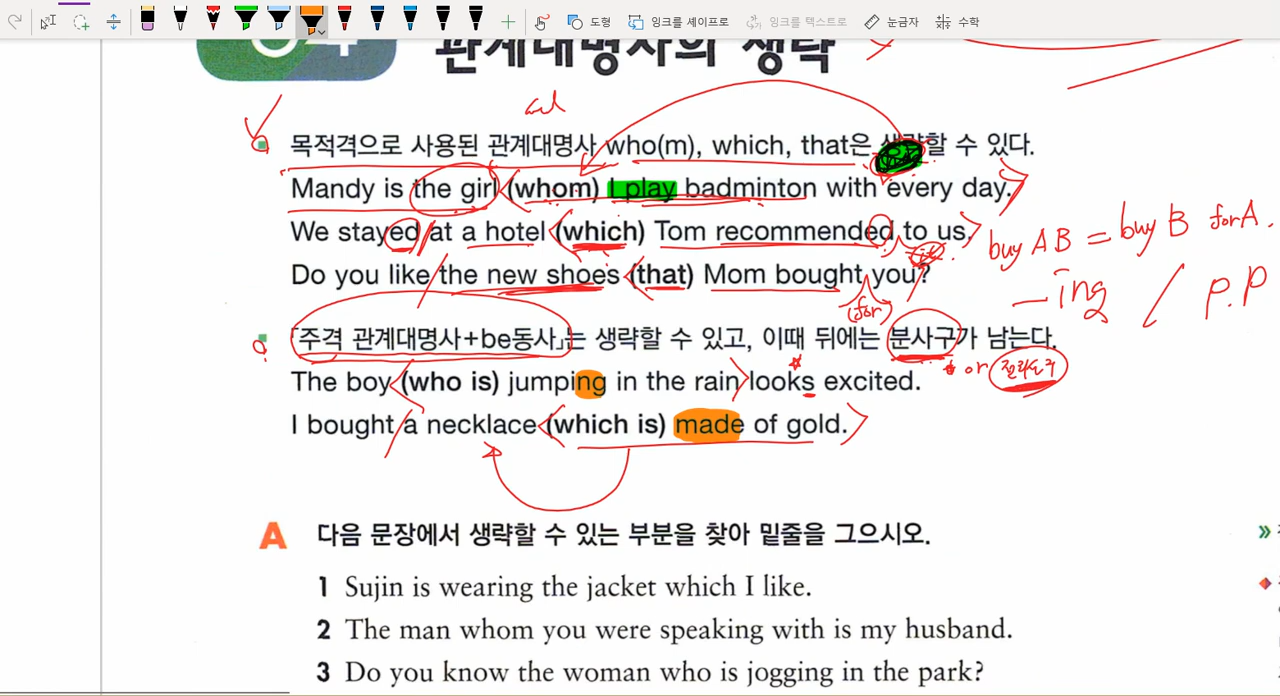 도형
잉크를 셰이프로
잉크를 텍스트로
눈금자
수학
관계대명사의 생략
목적격으로 사용된 관계대명사 who(m), which, that은 생략할 수 있다.
Mandy is the girl (whom) I play badminton with every day.
We stayed at a hotel (which) Tom recommended to us.
buy A B = buy B for A.
Do you like the new shoes (that) Mom bought you?
(for)
-ing / p.p
「주격 관계대명사+be동사」는 생략할 수 있고, 이때 뒤에는 분사구가 남는다.
or 전치사구
The boy (who is) jumping in the rain looks excited.
I bought a necklace (which is) made of gold.
A 다음 문장에서 생략할 수 있는 부분을 찾아 밑줄을 그으시오.
1 Sujin is wearing the jacket which I like.
2 The man whom you were speaking with is my husband.
3 Do you know the woman who is jogging in the park?